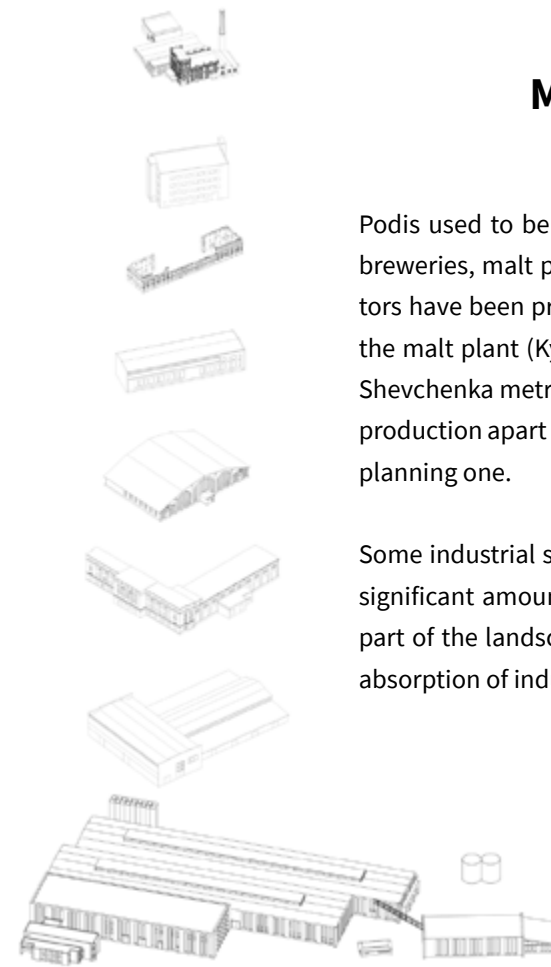 M
Podis used to be
breweries, malt p
tors have been pr
the malt plant (Ky
Shevchenka metr
production apart
planning one.
Some industrial s
significant amour
part of the landsc
absorption of ind